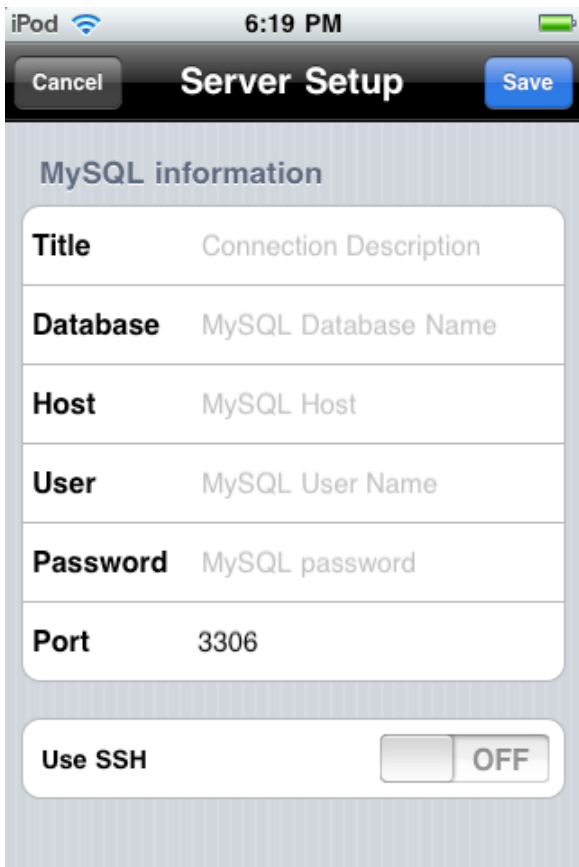 iPod 6:19 PM
Cancel Server Setup Save
MySQL information
Title Connection Description
Database MySQL Database Name
Host MySQL Host
User MySQL User Name
Password MySQL password
Port 3306
Use SSH OFF